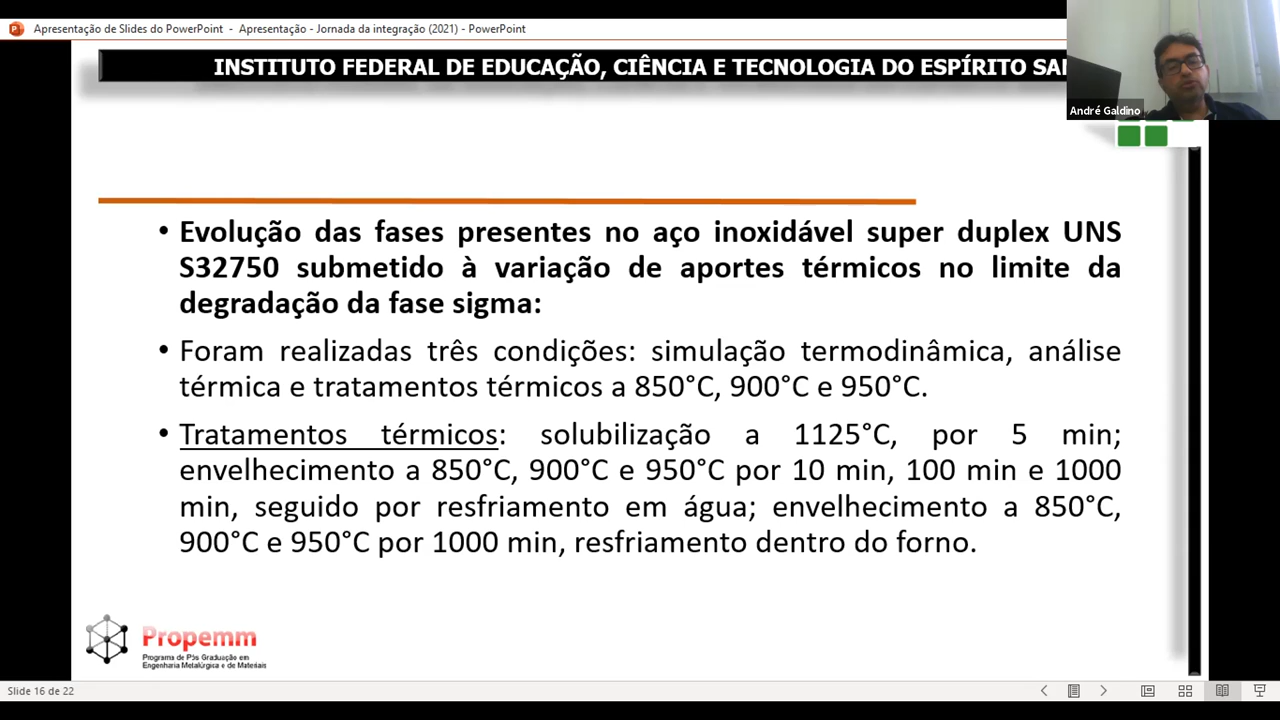 Apresentação de Slides do PowerPoint - Apresentação - Jornada da integração (2021) - PowerPoint
INSTITUTO FEDERAL DE EDUCAÇÃO, CIÊNCIA E TECNOLOGIA DO ESPÍRITO SA
André Galdino
• Evolução das fases presentes no aço inoxidável super duplex UNS
S32750 submetido à variação de aportes térmicos no limite da
degradação da fase sigma:
• Foram realizadas três condições: simulação termodinâmica, análise
térmica e tratamentos térmicos a 850°C, 900°C e 950°C.
• Tratamentos térmicos: solubilização a 1125°C, por 5 min;
envelhecimento a 850°C, 900°C e 950°C por 10 min, 100 min e 1000
min, seguido por resfriamento em água; envelhecimento a 850°C,
900°C e 950°C por 1000 min, resfriamento dentro do forno.
Propemm
Programa de Pós Graduação em
Engenharia Metalúrgica e de Materiais
Slide 16 de 22